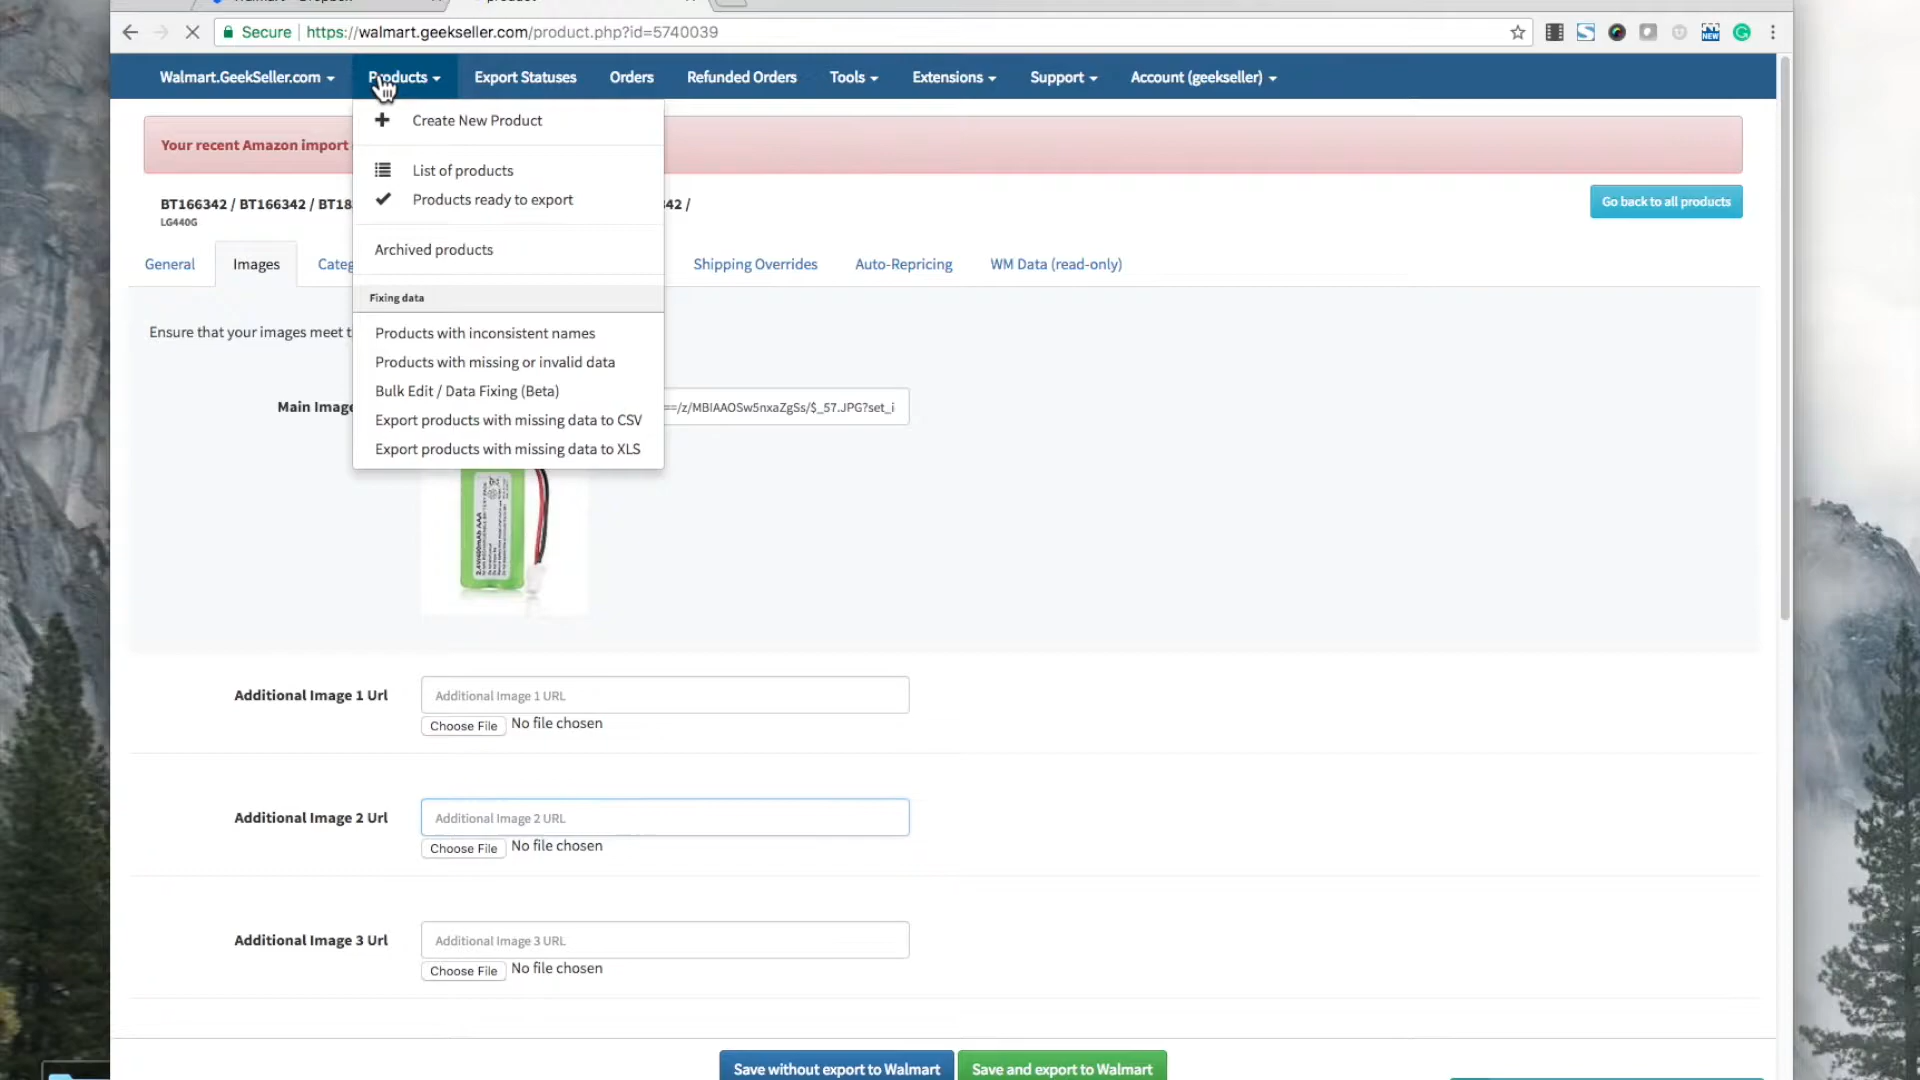 Secure | https://walmart.geekseller.com/product.php?id=5740039
NEW
Walmart.GeekSeller.com Products Export Statuses Orders Refunded Orders Tools Extensions Support Account (geekseller)
Create New Product
List of products
Products ready to export
Archived products
Fixing data
Products with inconsistent names
Products with missing or invalid data
Bulk Edit / Data Fixing (Beta)
Export products with missing data to CSV
Export products with missing data to XLS
Your recent Amazon import
BT166342 / BT166342 / BT18 42 /
LG440G
Go back to all products
General Images Categ Shipping Overrides Auto-Repricing WM Data (read-only)
Ensure that your images meet t
Main Image ==/z/MBIAAOSw5nxaZgSs/$_57.JPG?set_i
2.4V/400mAh AAA
Additional Image 1 Url Additional Image 1 URL
Choose File No file chosen
Additional Image 2 Url Additional Image 2 URL
Choose File No file chosen
Additional Image 3 Url Additional Image 3 URL
Choose File No file chosen
Save without export to Walmart Save and export to Walmart